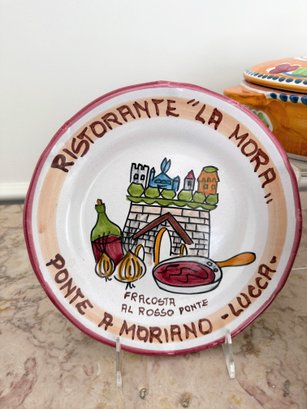 RISTORANTE "LA MORA,,
FRACOSTA
AL ROSSO PONTE
PONTE A MORIANO - LUCCA -